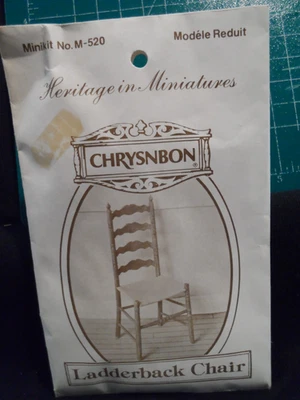 Minikit No. M-520 Modèle Reduit
Heritage in Miniatures
CHRYSNBON®
Ladderback Chair